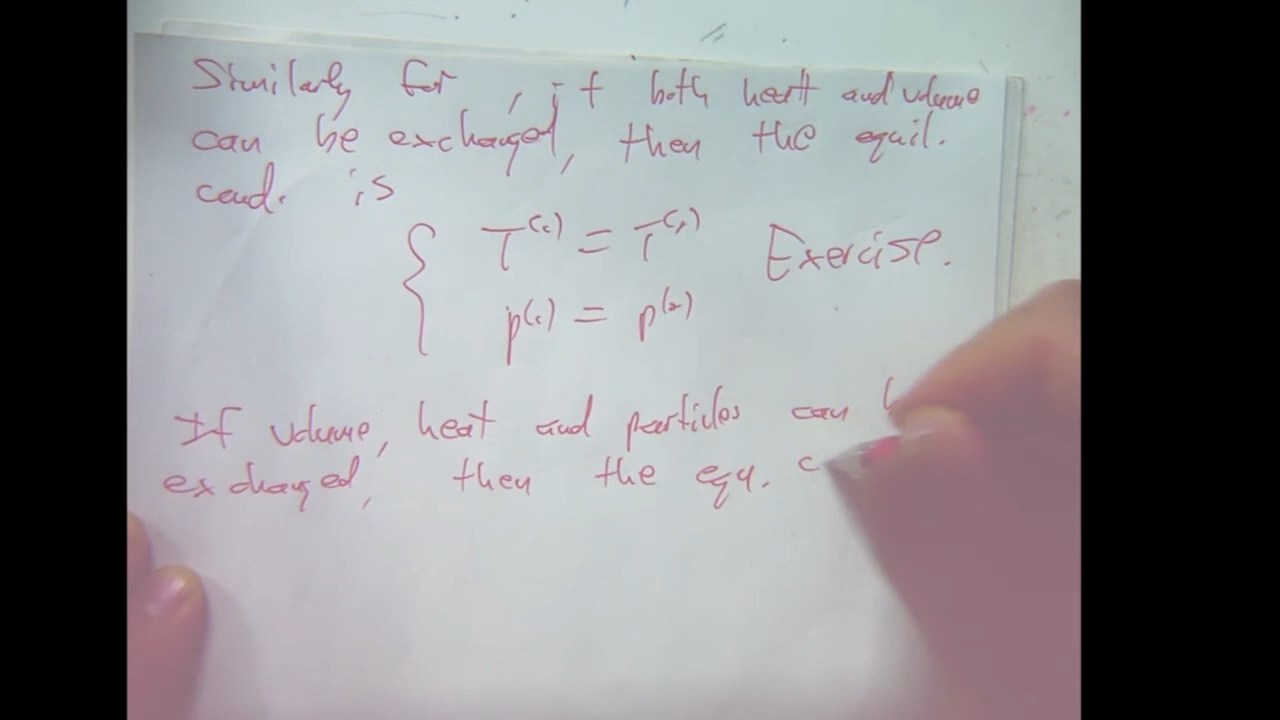 Similarly for , if both heat and volume
can be exchanged, then the equil.
cond. is
{ T⁽¹⁾ = T⁽²⁾ Exercise.
p⁽¹⁾ = p⁽²⁾
If volume, heat and particles can
exchanged, then the equ.